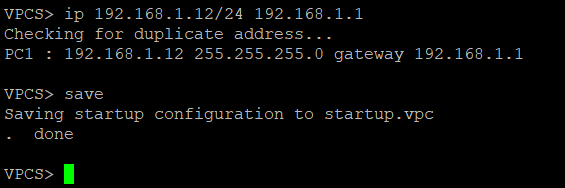 VPCS> ip 192.168.1.12/24 192.168.1.1
Checking for duplicate address...
PC1 : 192.168.1.12 255.255.255.0 gateway 192.168.1.1
VPCS> save
Saving startup configuration to startup.vpc
.  done
VPCS>